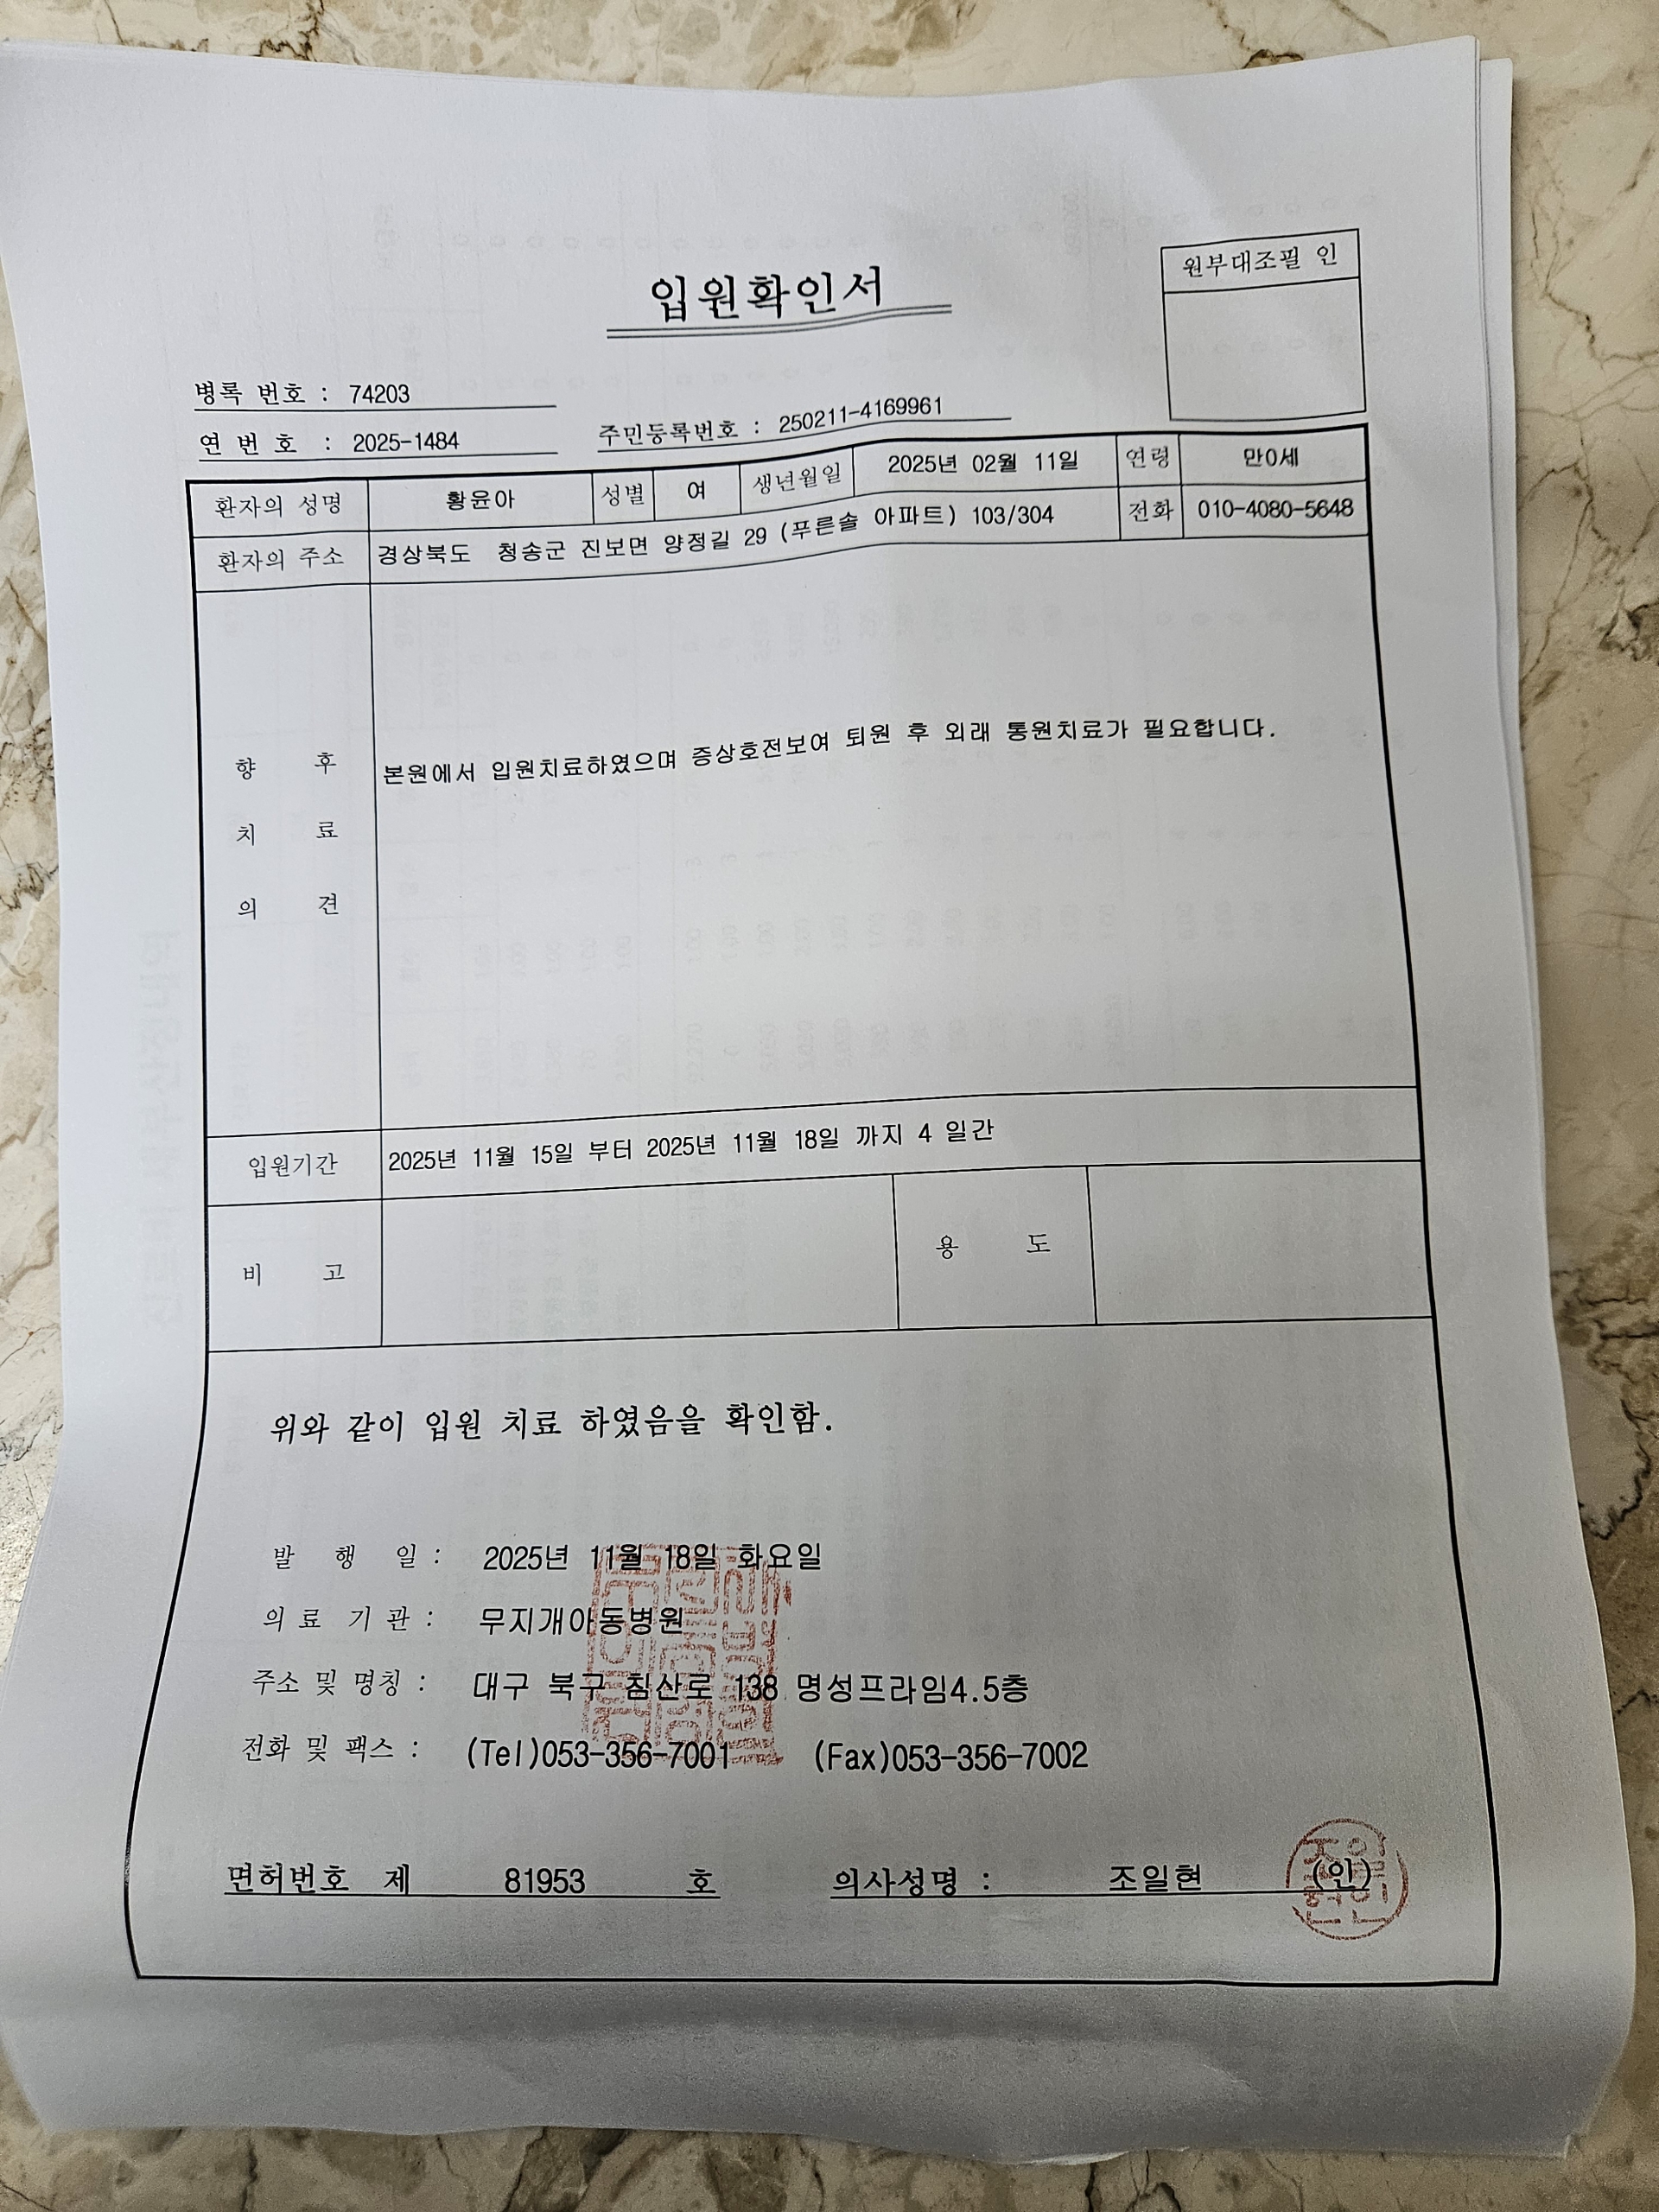 원부대조필 인
입원확인서
병록 번호 : 74203
연 번 호 : 2025-1484 주민등록번호 : 250211-4169961
환자의 성명 황윤아 성별 여 생년월일 2025년 02월 11일 연령 만0세
환자의 주소 경상북도 청송군 진보면 양정길 29 (푸른솔 아파트) 103/304 전화 010-4080-5648
향 후
치 료
의 견
본원에서 입원치료하였으며 증상호전보여 퇴원 후 외래 통원치료가 필요합니다.
입원기간 2025년 11월 15일 부터 2025년 11월 18일 까지 4 일간
비 고 용 도
위와 같이 입원 치료 하였음을 확인함.
발 행 일 : 2025년 11월 18일 화요일
의 료 기 관 : 무지개아동병원
주소 및 명칭 : 대구 북구 침산로 138 명성프라임4.5층
전화 및 팩스 : (Tel)053-356-7001 (Fax)053-356-7002
면허번호 제 81953 호 의사성명 : 조일현 (인)